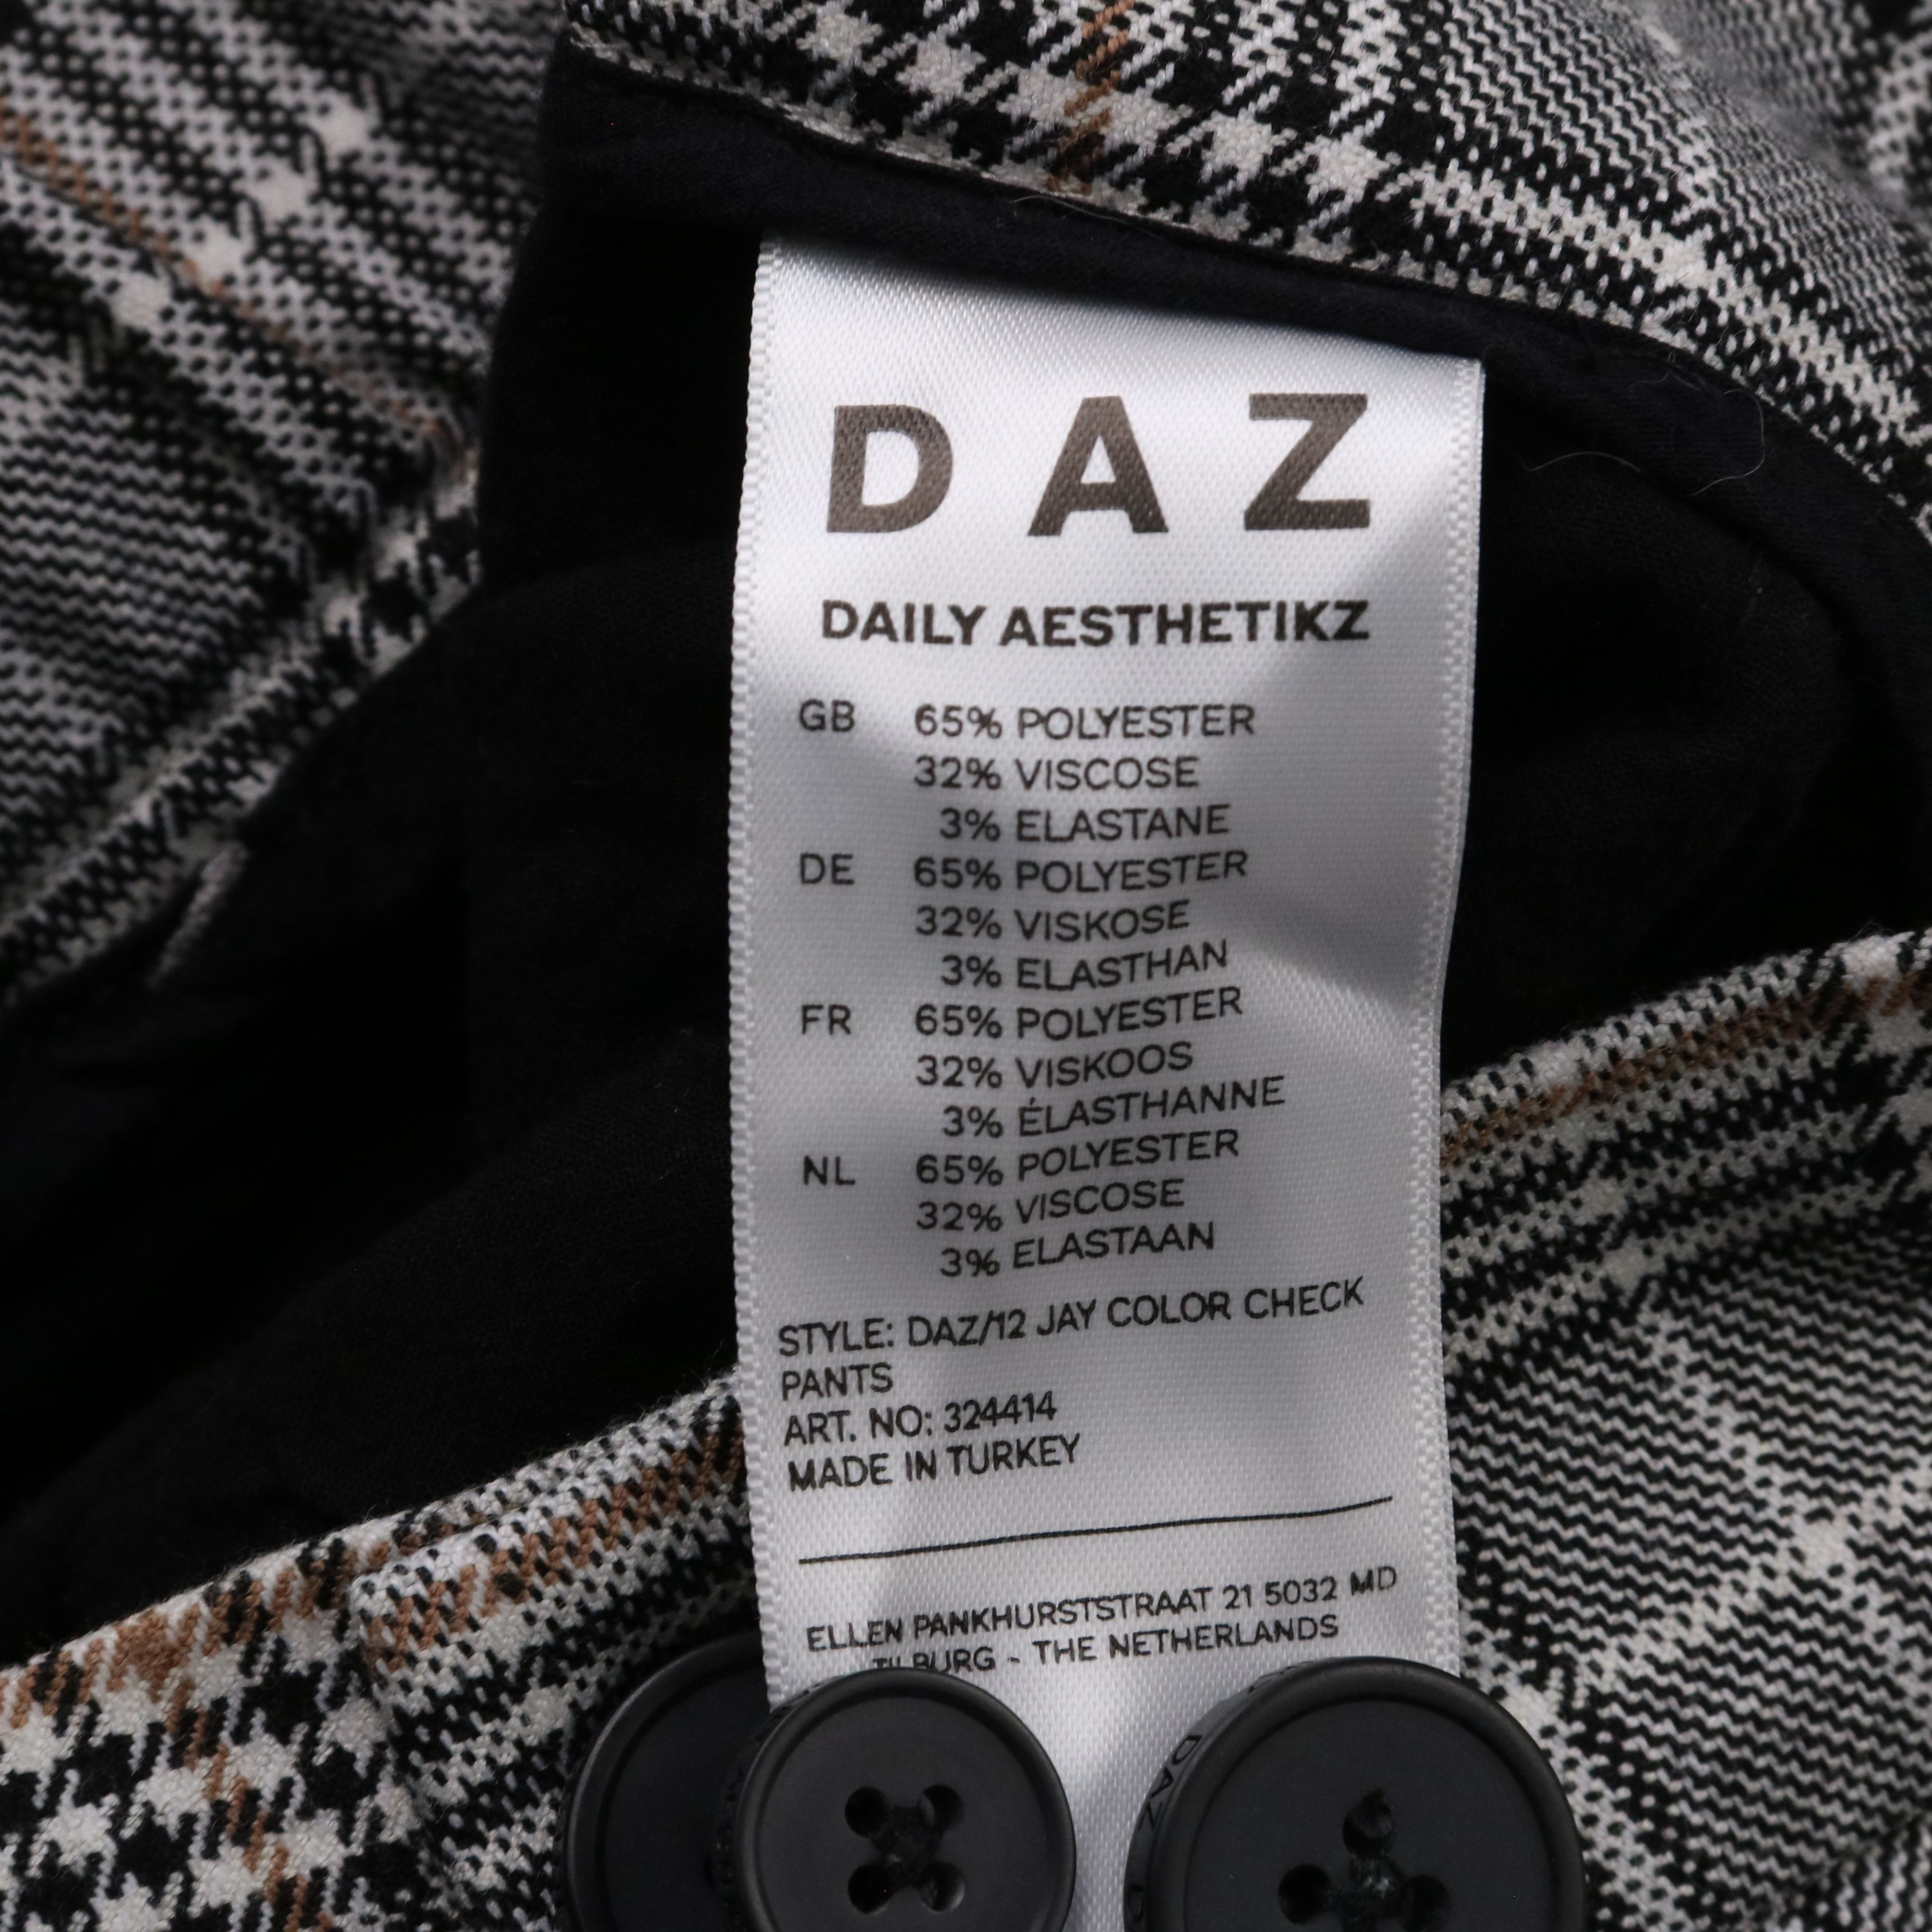 D A Z
DAILY AESTHETIKZ
GB 65% POLYESTER
32% VISCOSE
3% ELASTANE
DE 65% POLYESTER
32% VISKOSE
3% ELASTHAN
FR 65% POLYESTER
32% VISKOOS
3% ÉLASTHANNE
NL 65% POLYESTER
32% VISCOSE
3% ELASTAAN
STYLE: DAZ/12 JAY COLOR CHECK
PANTS
ART. NO: 324414
MADE IN TURKEY
ELLEN PANKHURSTSTRAAT 21 5032 MD
TILBURG - THE NETHERLANDS
DAZ